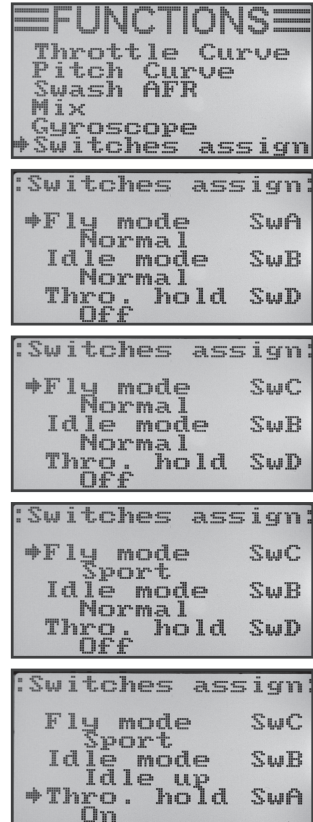 FUNCTIONS
Throttle Curve
Pitch Curve
Swash AFR
Mix
Gyroscope
Switches assign
:Switches assign:
Fly mode SwA
Normal
Idle mode SwB
Normal
Thro. hold SwD
Off
:Switches assign:
Fly mode SwC
Normal
Idle mode SwB
Normal
Thro. hold SwD
Off
:Switches assign:
Fly mode SwC
Sport
Idle mode SwB
Normal
Thro. hold SwD
Off
:Switches assign:
Fly mode SwC
Sport
Idle mode SwB
Idle up
Thro. hold SwA
On